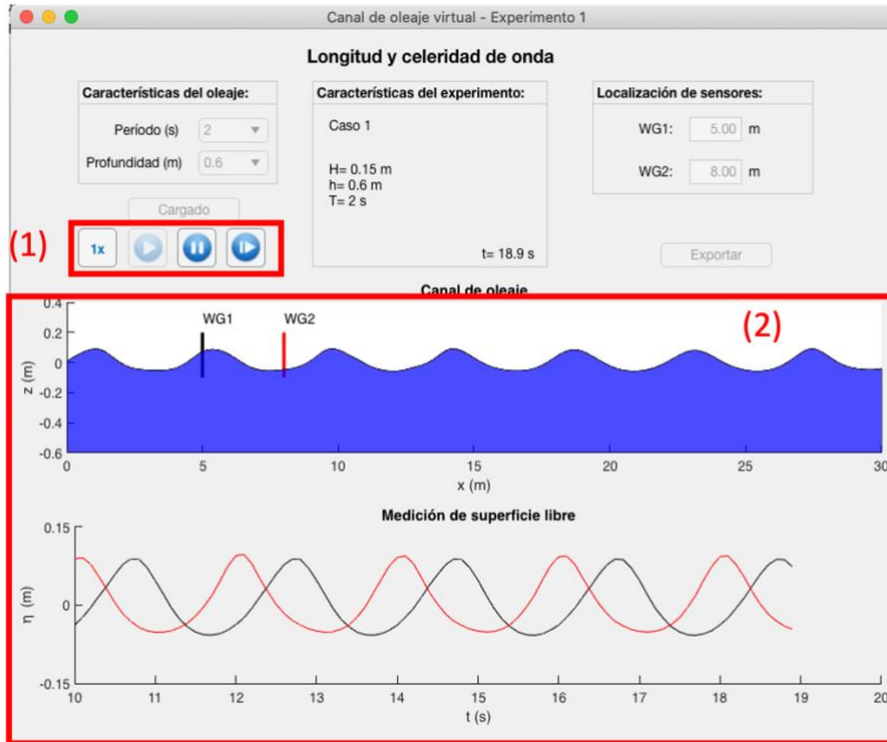 Canal de oleaje virtual - Experimento 1
Longitud y celeridad de onda
Características del oleaje:
Período (s) 2
Profundidad (m) 0.6
Cargado
(1)
1x
Características del experimento:
Caso 1
H= 0.15 m
h= 0.6 m
T= 2 s
t= 18.9 s
Localización de sensores:
WG1: 5.00 m
WG2: 8.00 m
Exportar
Canal de oleaje
(2)
WG1 WG2
z (m)
0.4
0.2
0
-0.2
-0.4
-0.6
0 5 10 15 20 25 30
x (m)
Medición de superficie libre
η (m)
0.15
0
-0.15
10 11 12 13 14 15 16 17 18 19 20
t (s)